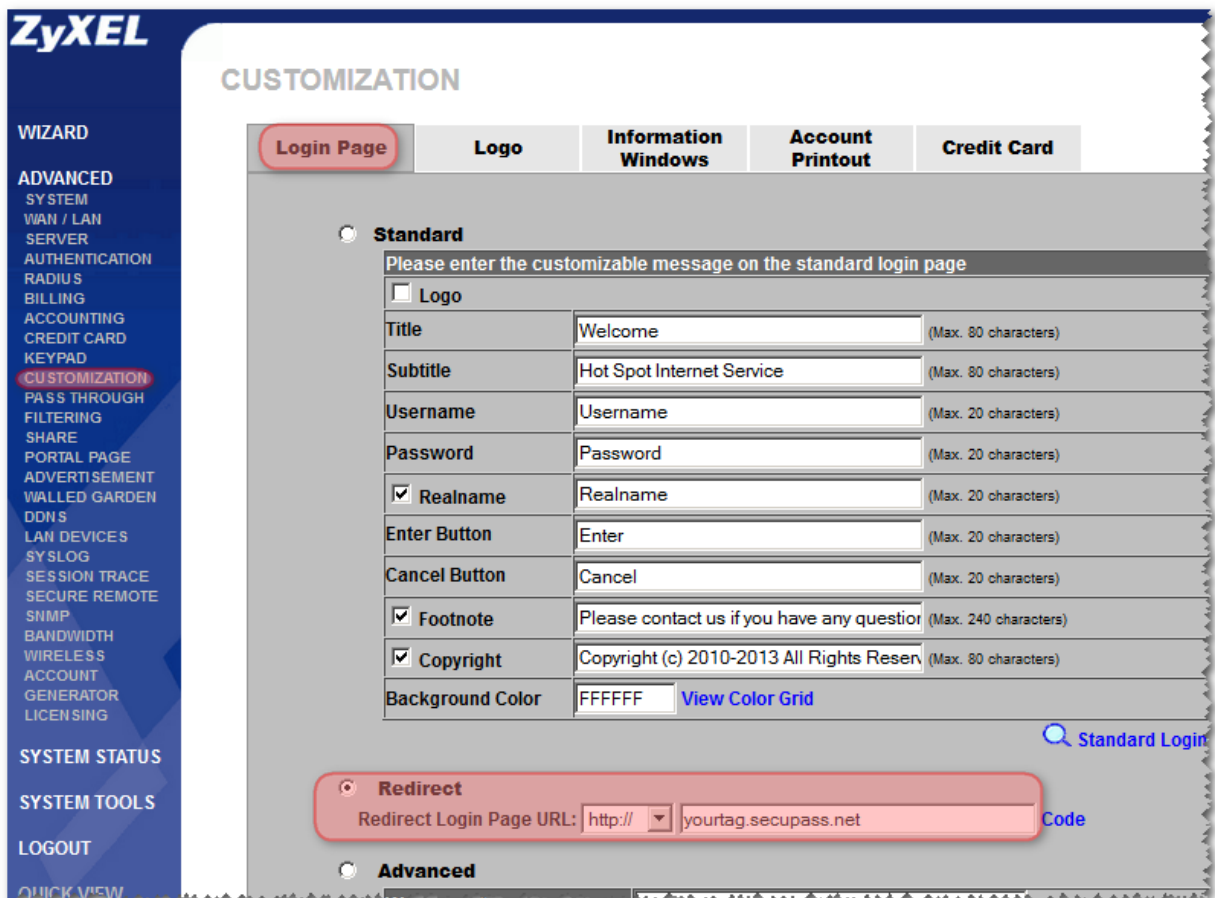 ZyXEL
CUSTOMIZATION
WIZARD
ADVANCED
SYSTEM
WAN / LAN
SERVER
AUTHENTICATION
RADIUS
BILLING
ACCOUNTING
CREDIT CARD
KEYPAD
CUSTOMIZATION
PASS THROUGH
FILTERING
SHARE
PORTAL PAGE
ADVERTISEMENT
WALLED GARDEN
DDNS
LAN DEVICES
SYSLOG
SESSION TRACE
SECURE REMOTE
SNMP
BANDWIDTH
WIRELESS
ACCOUNT
GENERATOR
LICENSING
SYSTEM STATUS
SYSTEM TOOLS
LOGOUT
QUICK VIEW
Login Page
Logo
Information
Windows
Account
Printout
Credit Card
Standard
Please enter the customizable message on the standard login page
Logo
Title Welcome (Max. 80 characters)
Subtitle Hot Spot Internet Service (Max. 80 characters)
Username Username (Max. 20 characters)
Password Password (Max. 20 characters)
Realname Realname (Max. 20 characters)
Enter Button Enter (Max. 20 characters)
Cancel Button Cancel (Max. 20 characters)
Footnote Please contact us if you have any question (Max. 240 characters)
Copyright Copyright (c) 2010-2013 All Rights Reserv (Max. 80 characters)
Background Color FFFFFF View Color Grid
Standard Login
Redirect
Redirect Login Page URL: http:// yourtag.secupass.net Code
Advanced